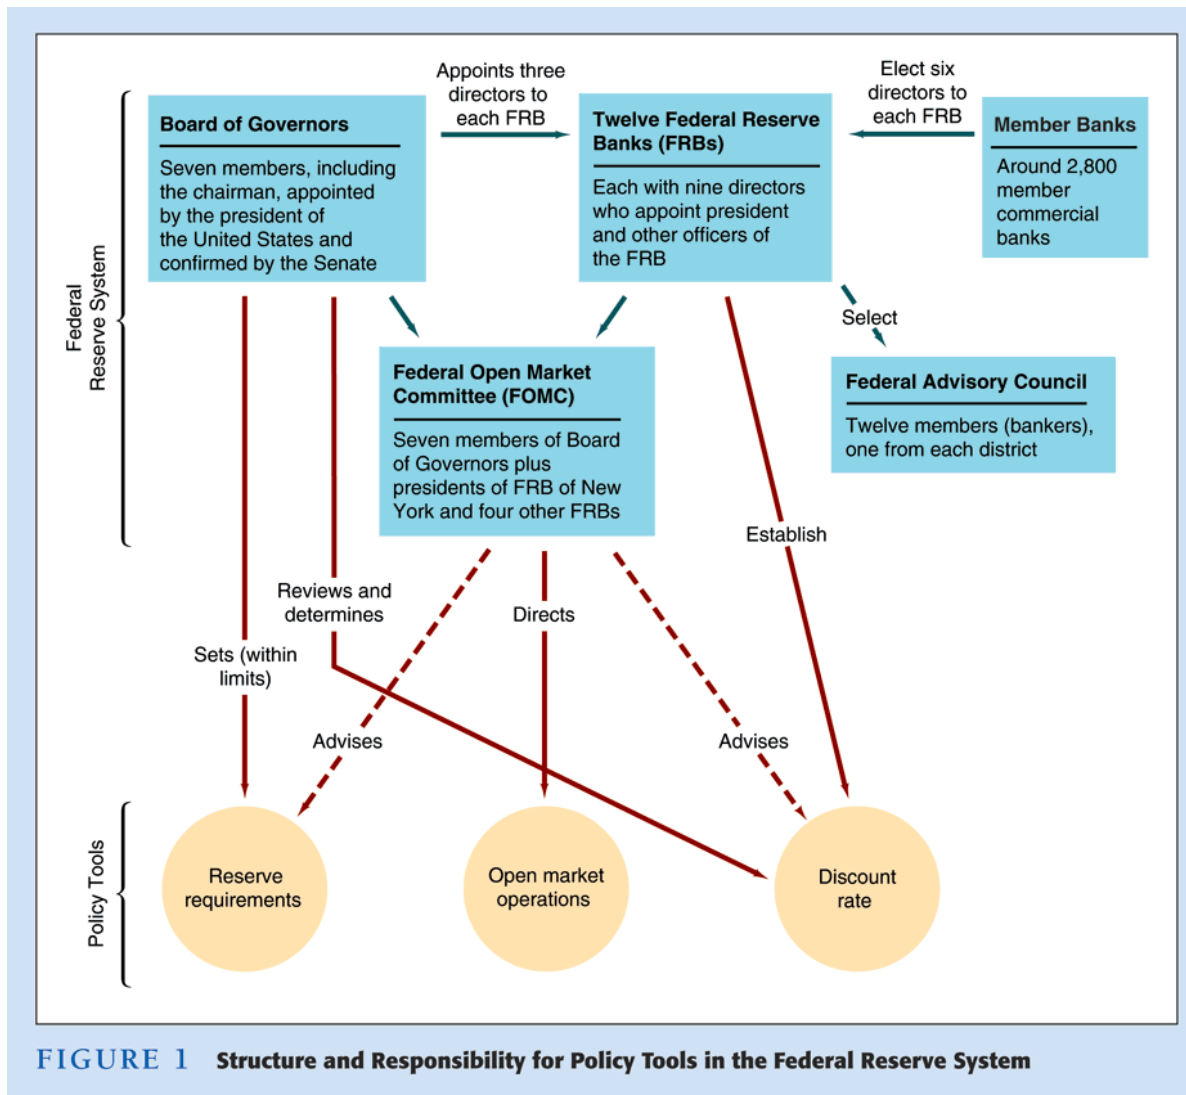 Appoints three
directors to
each FRB
Elect six
directors to
each FRB
Board of Governors
Seven members, including
the chairman, appointed
by the president of
the United States and
confirmed by the Senate
Twelve Federal Reserve
Banks (FRBs)
Each with nine directors
who appoint president
and other officers of
the FRB
Member Banks
Around 2,800
member
commercial
banks
Federal
Reserve System
Select
Federal Open Market
Committee (FOMC)
Seven members of Board
of Governors plus
presidents of FRB of New
York and four other FRBs
Federal Advisory Council
Twelve members (bankers),
one from each district
Establish
Reviews and
determines
Directs
Sets (within
limits)
Advises
Advises
Policy Tools
Reserve
requirements
Open market
operations
Discount
rate
FIGURE 1 Structure and Responsibility for Policy Tools in the Federal Reserve System